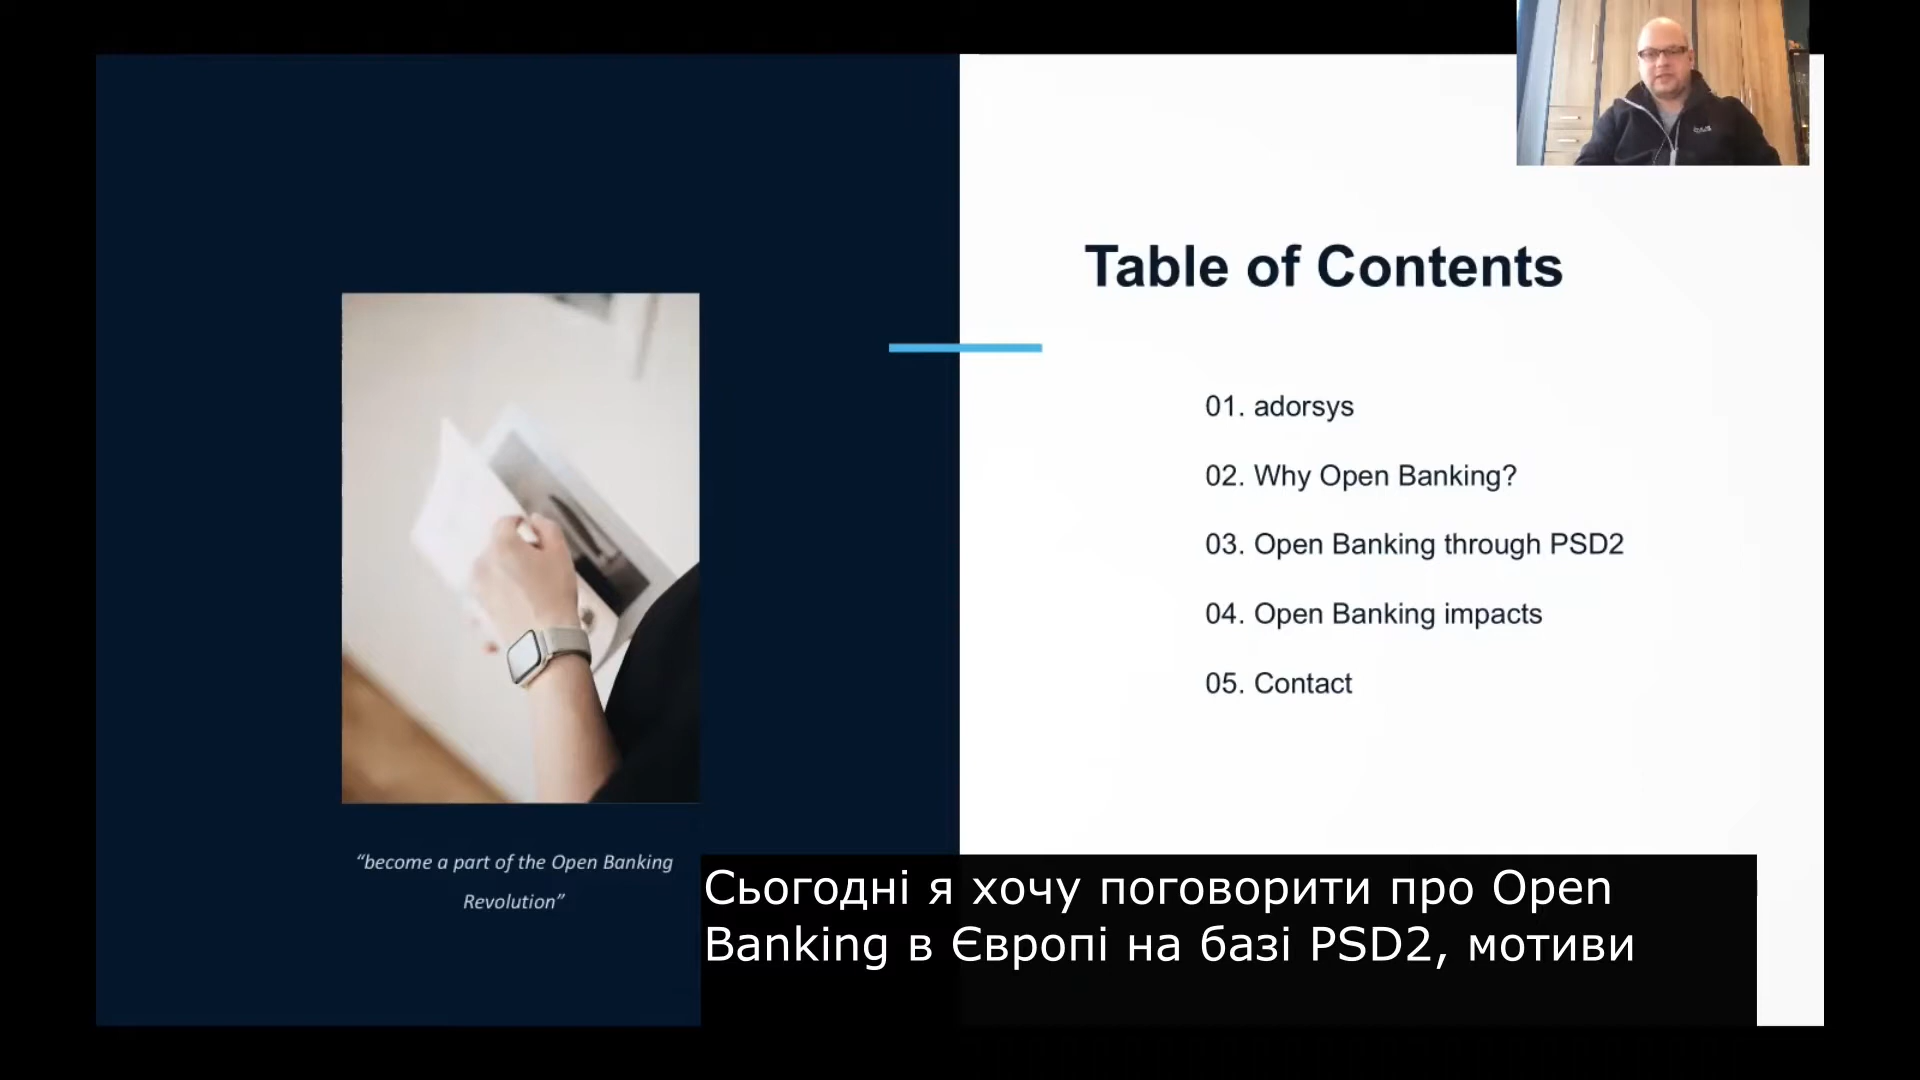 Table of Contents
01. adorsys
02. Why Open Banking?
03. Open Banking through PSD2
04. Open Banking impacts
05. Contact
“become a part of the Open Banking
Revolution”
Сьогодні я хочу поговорити про Open
Banking в Європі на базі PSD2, мотиви